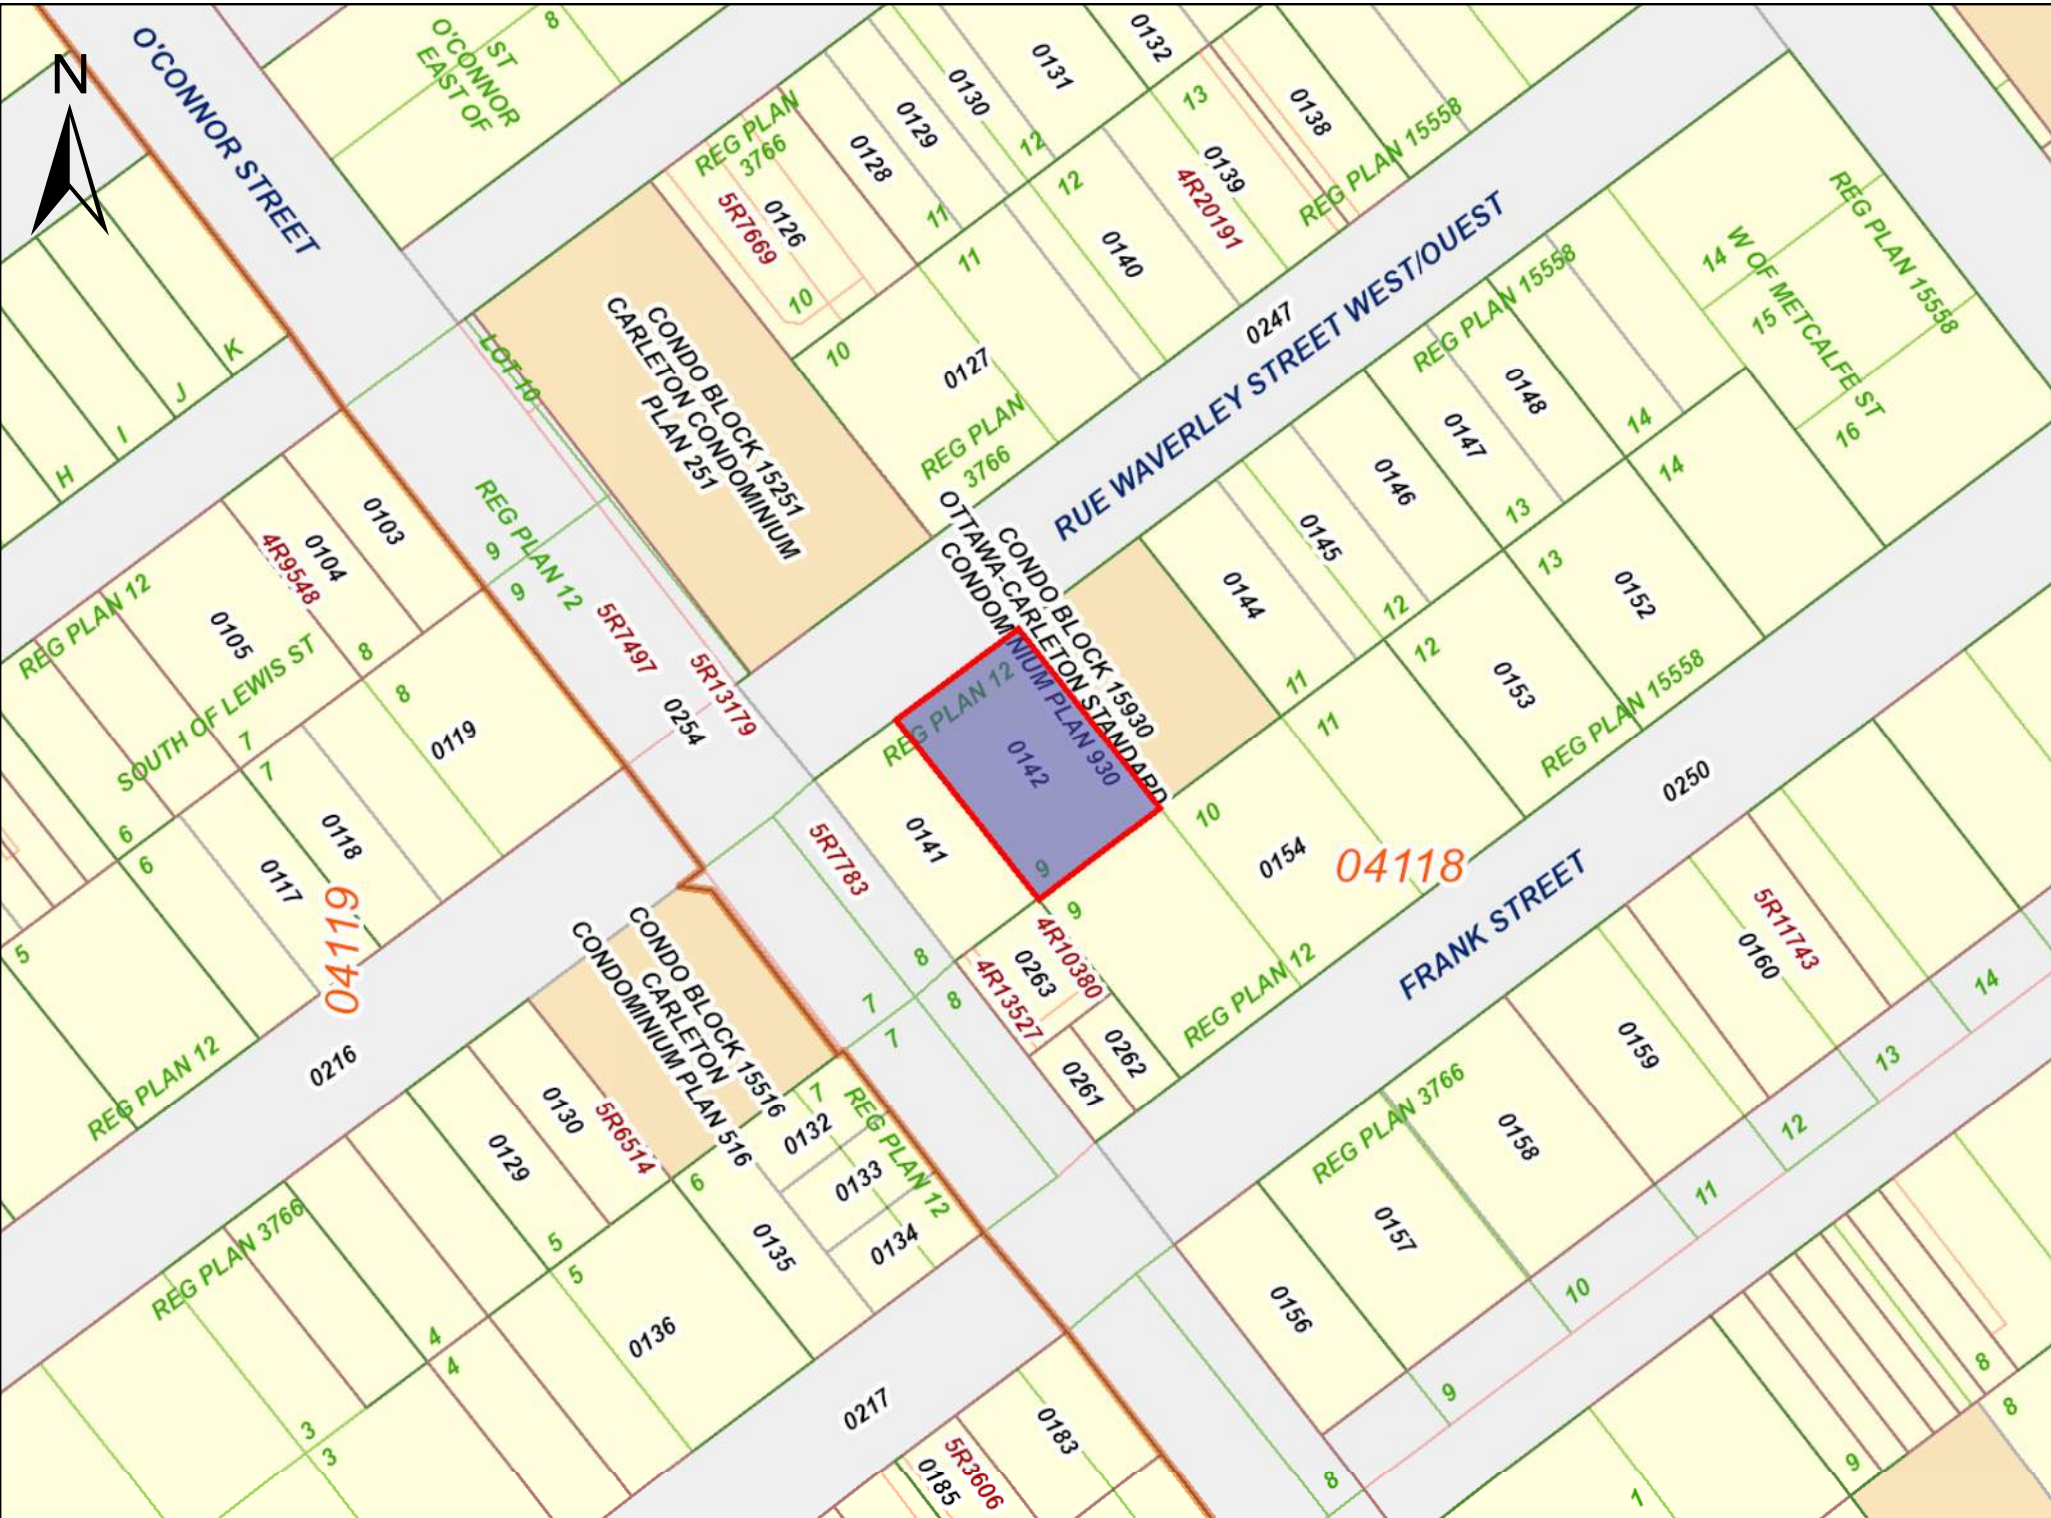 N
O'CONNOR STREET
8
ST
O'CONNOR
EAST OF
0132
0131
0130
0129
0128
REG PLAN
3766
5R7669
0126
10
11
12
13
0138
0139
4R20191
REG PLAN 15558
12
11
0140
10
0127
REG PLAN
3766
0247
RUE WAVERLEY STREET WEST/OUEST
REG PLAN 15558
14
W OF METCALFE ST
15
16
REG PLAN 15558
K
J
I
H
LOT 10
CONDO BLOCK 15251
CARLETON CONDOMINIUM
PLAN 251
REG PLAN 12
9
9
0103
0104
4R9548
0105
REG PLAN 12
SOUTH OF LEWIS ST
8
8
7
7
6
6
5
0119
0118
0117
04119
5R7497
5R13179
0254
0148
0147
0146
0145
0144
14
13
12
11
14
13
12
11
10
0152
0153
REG PLAN 15558
0154
04118
0250
FRANK STREET
CONDO BLOCK 15930
OTTAWA-CARLETON STANDARD
CONDOMINIUM PLAN 930
REG PLAN 12
0142
9
9
0141
5R7783
8
8
7
7
4R10380
0263
4R13527
0262
0261
REG PLAN 12
CONDO BLOCK 15516
CARLETON
CONDOMINIUM PLAN 516
REG PLAN 12
0216
0130
5R6514
0129
7
0132
0133
0134
REG PLAN 12
6
0135
5
5
0136
4
4
3
3
REG PLAN 3766
0217
0183
5R3606
0185
REG PLAN 3766
0156
0157
0158
0159
0160
5R11743
14
13
12
11
10
9
8
1
9
8
8